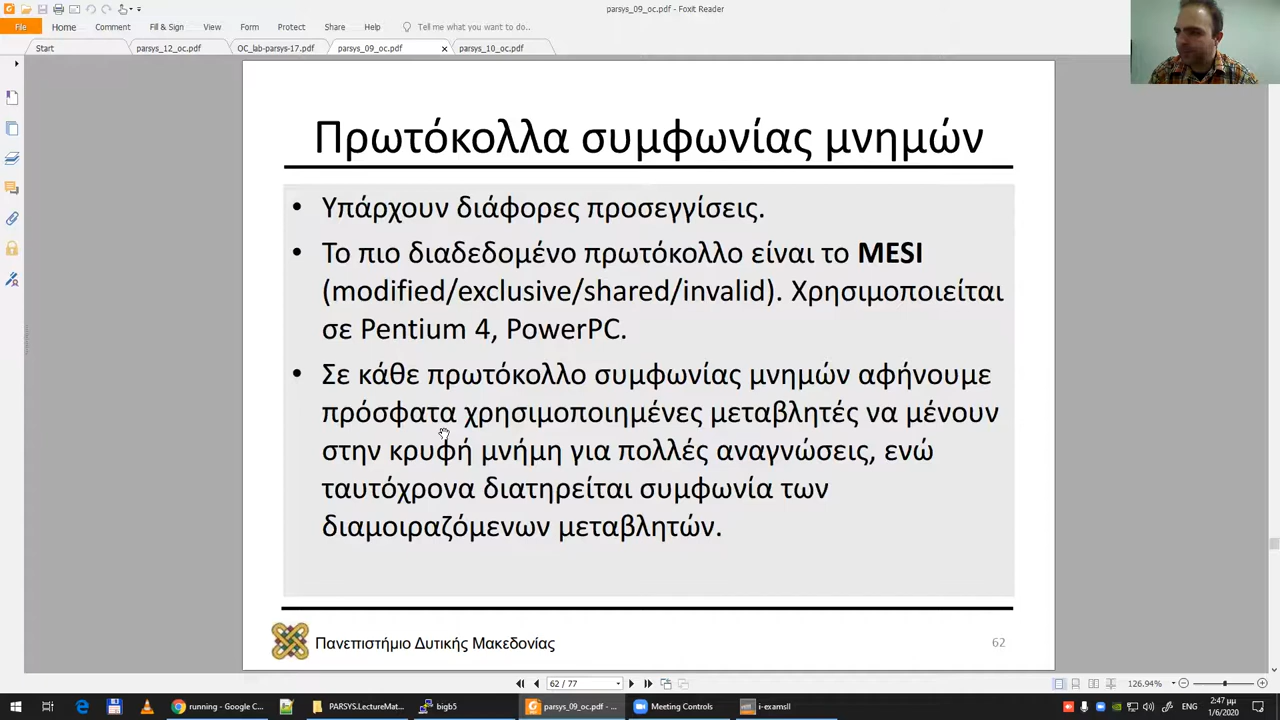 parsys_09_oc.pdf - Foxit Reader
File Home Comment Fill & Sign View Form Protect Share Help Tell me what you want to do..
Start parsys_12_oc.pdf OC_lab-parsys-17.pdf parsys_09_oc.pdf parsys_10_oc.pdf
Πρωτόκολλα συμφωνίας μνημών
• Υπάρχουν διάφορες προσεγγίσεις.
• Το πιο διαδεδομένο πρωτόκολλο είναι το MESI
(modified/exclusive/shared/invalid). Χρησιμοποιείται
σε Pentium 4, PowerPC.
• Σε κάθε πρωτόκολλο συμφωνίας μνημών αφήνουμε
πρόσφατα χρησιμοποιημένες μεταβλητές να μένουν
στην κρυφή μνήμη για πολλές αναγνώσεις, ενώ
ταυτόχρονα διατηρείται συμφωνία των
διαμοιραζόμενων μεταβλητών.
Πανεπιστήμιο Δυτικής Μακεδονίας
62
62 / 77
126.94%
running - Google C... PARSYS.LectureMat... bigb5 parsys_09_oc.pdf - ... Meeting Controls i-examsII
ENG
2:47 μμ
1/6/2020